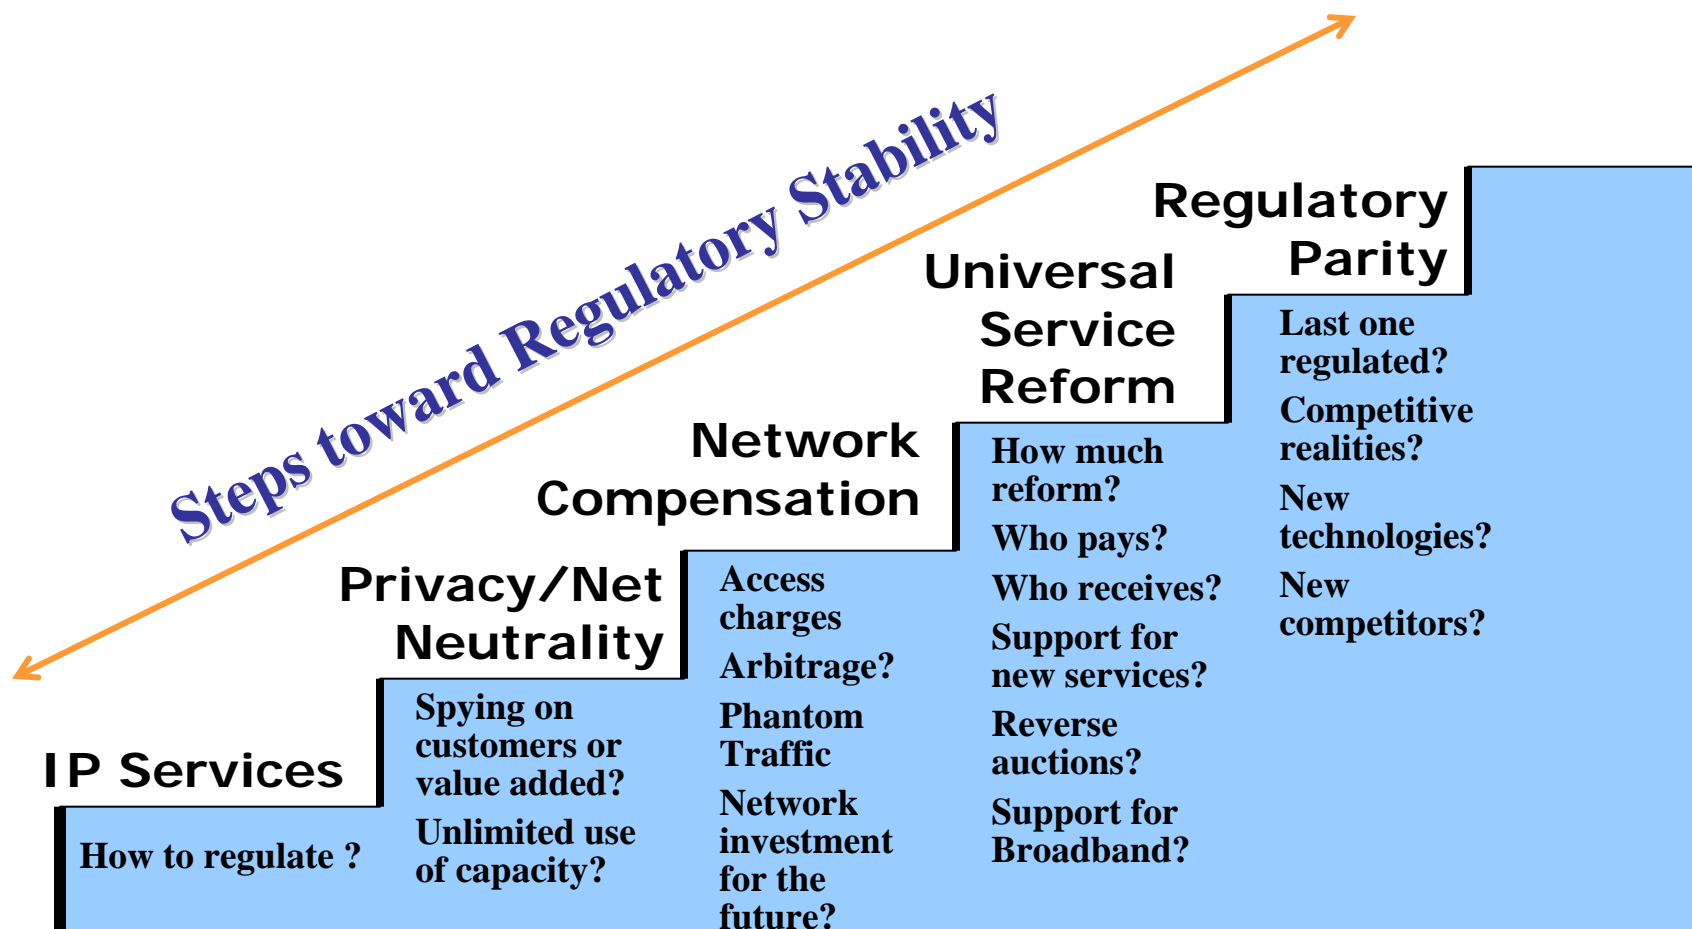 Steps toward Regulatory Stability
IP Services
How to regulate ?
Privacy/Net
Neutrality
Spying on
customers or
value added?
Unlimited use
of capacity?
Network
Compensation
Access
charges
Arbitrage?
Phantom
Traffic
Network
investment
for the
future?
Universal
Service
Reform
How much
reform?
Who pays?
Who receives?
Support for
new services?
Reverse
auctions?
Support for
Broadband?
Regulatory
Parity
Last one
regulated?
Competitive
realities?
New
technologies?
New
competitors?